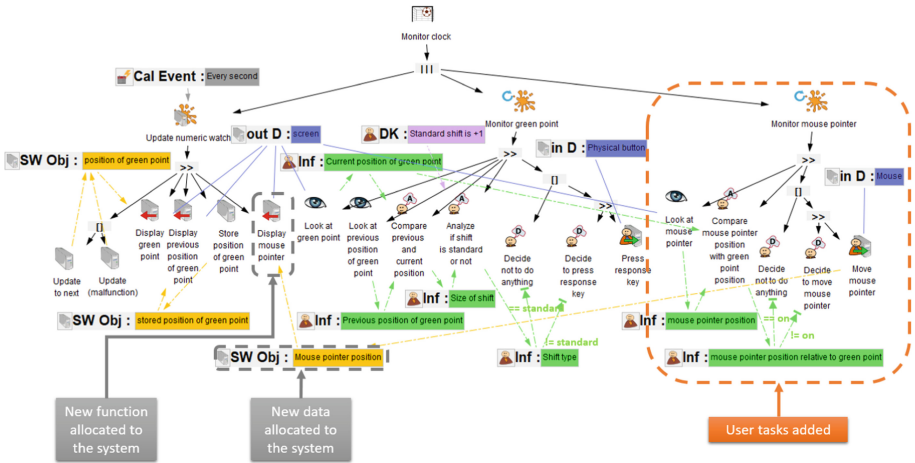 Monitor clock
|||
Cal Event : Every second
Update numeric watch
out D : screen
DK : Standard shift is +1
Monitor green point
Monitor mouse pointer
SW Obj : position of green point
>>
Inf : Current position of green point
>>
in D : Physical button
>>
in D : Mouse
[]
[]
[]
>>
>>
Display green point
Display previous position of green point
Store position of green point
Display mouse pointer
Look at green point
Look at previous position of green point
A
Compare previous and current position
A
Analyze if shift is standard or not
D
Decide not to do anything
D
Decide to press response key
Press response key
Look at mouse pointer
A
Compare mouse pointer position with green point position
D
Decide not to do anything
D
Decide to move mouse pointer
Move mouse pointer
Update to next
Update (malfunction)
Inf : Size of shift
SW Obj : stored position of green point
Inf : Previous position of green point
== standard
!= standard
Inf : mouse pointer position
== on
!= on
SW Obj : Mouse pointer position
Inf : Shift type
Inf : mouse pointer position relative to green point
New function
allocated to
the system
New data
allocated to
the system
User tasks added